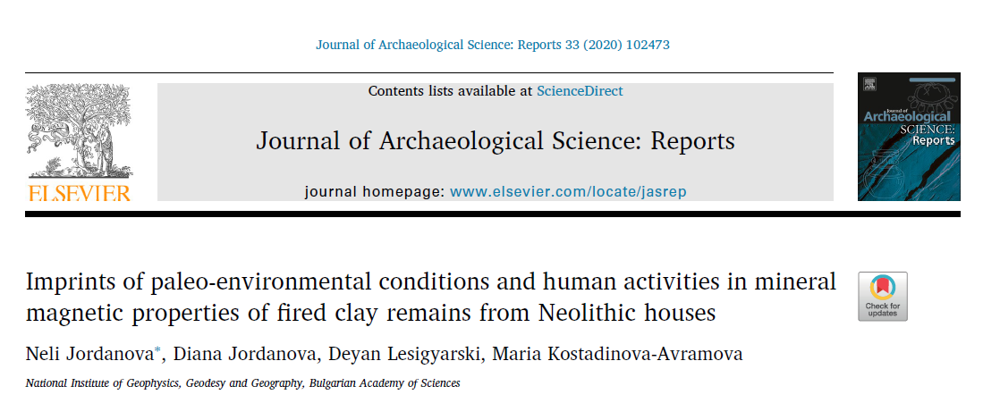 Journal of Archaeological Science: Reports 33 (2020) 102473
Contents lists available at ScienceDirect
Journal of Archaeological Science: Reports
journal homepage: www.elsevier.com/locate/jasrep
ELSEVIER
Journal of
Archaeological
SCIENCE:
Reports
Imprints of paleo-environmental conditions and human activities in mineral
magnetic properties of fired clay remains from Neolithic houses
Check for
updates
Neli Jordanova*, Diana Jordanova, Deyan Lesigyarski, Maria Kostadinova-Avramova
National Institute of Geophysics, Geodesy and Geography, Bulgarian Academy of Sciences